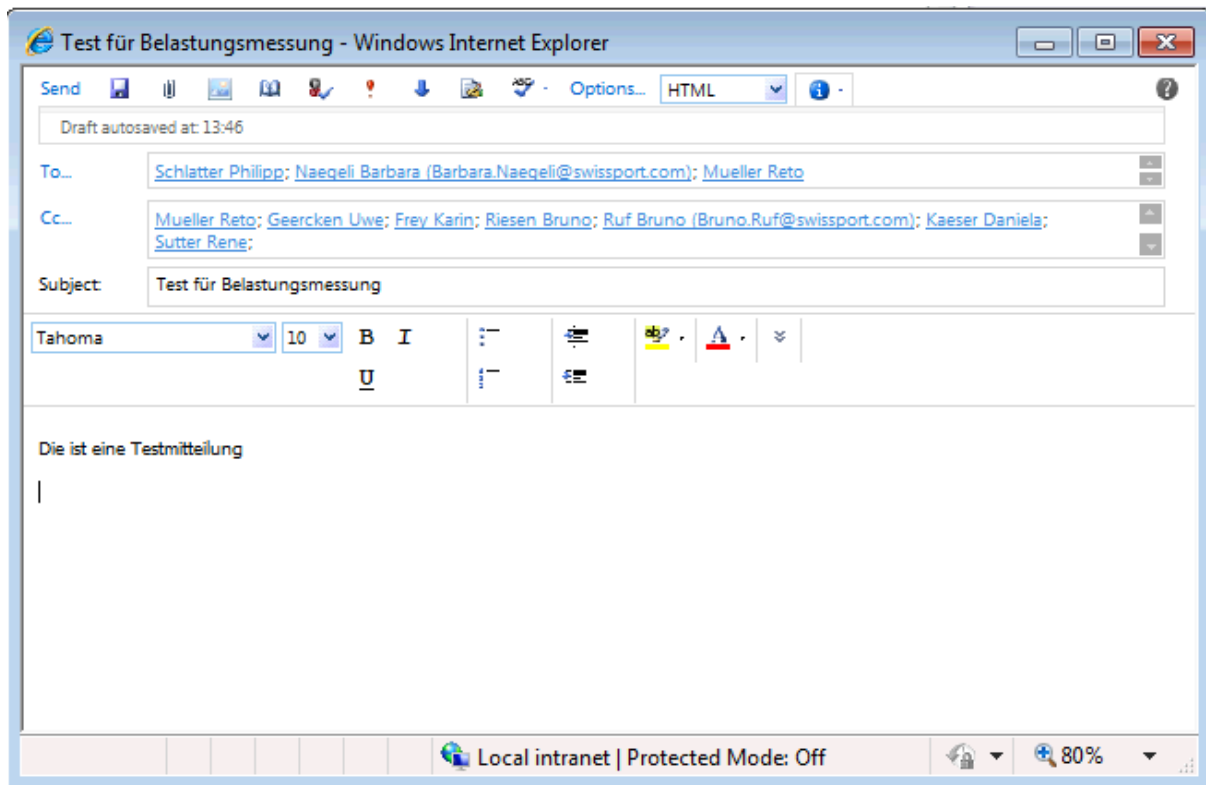 Test für Belastungsmessung - Windows Internet Explorer
Send Options... HTML
Draft autosaved at: 13:46
To... Schlatter Philipp; Naegeli Barbara (Barbara.Naegeli@swissport.com); Mueller Reto
Cc... Mueller Reto; Geercken Uwe; Frey Karin; Riesen Bruno; Ruf Bruno (Bruno.Ruf@swissport.com); Kaeser Daniela;
Sutter Rene;
Subject: Test für Belastungsmessung
Tahoma 10 B I ab A
U
Die ist eine Testmitteilung
Local intranet | Protected Mode: Off 80%